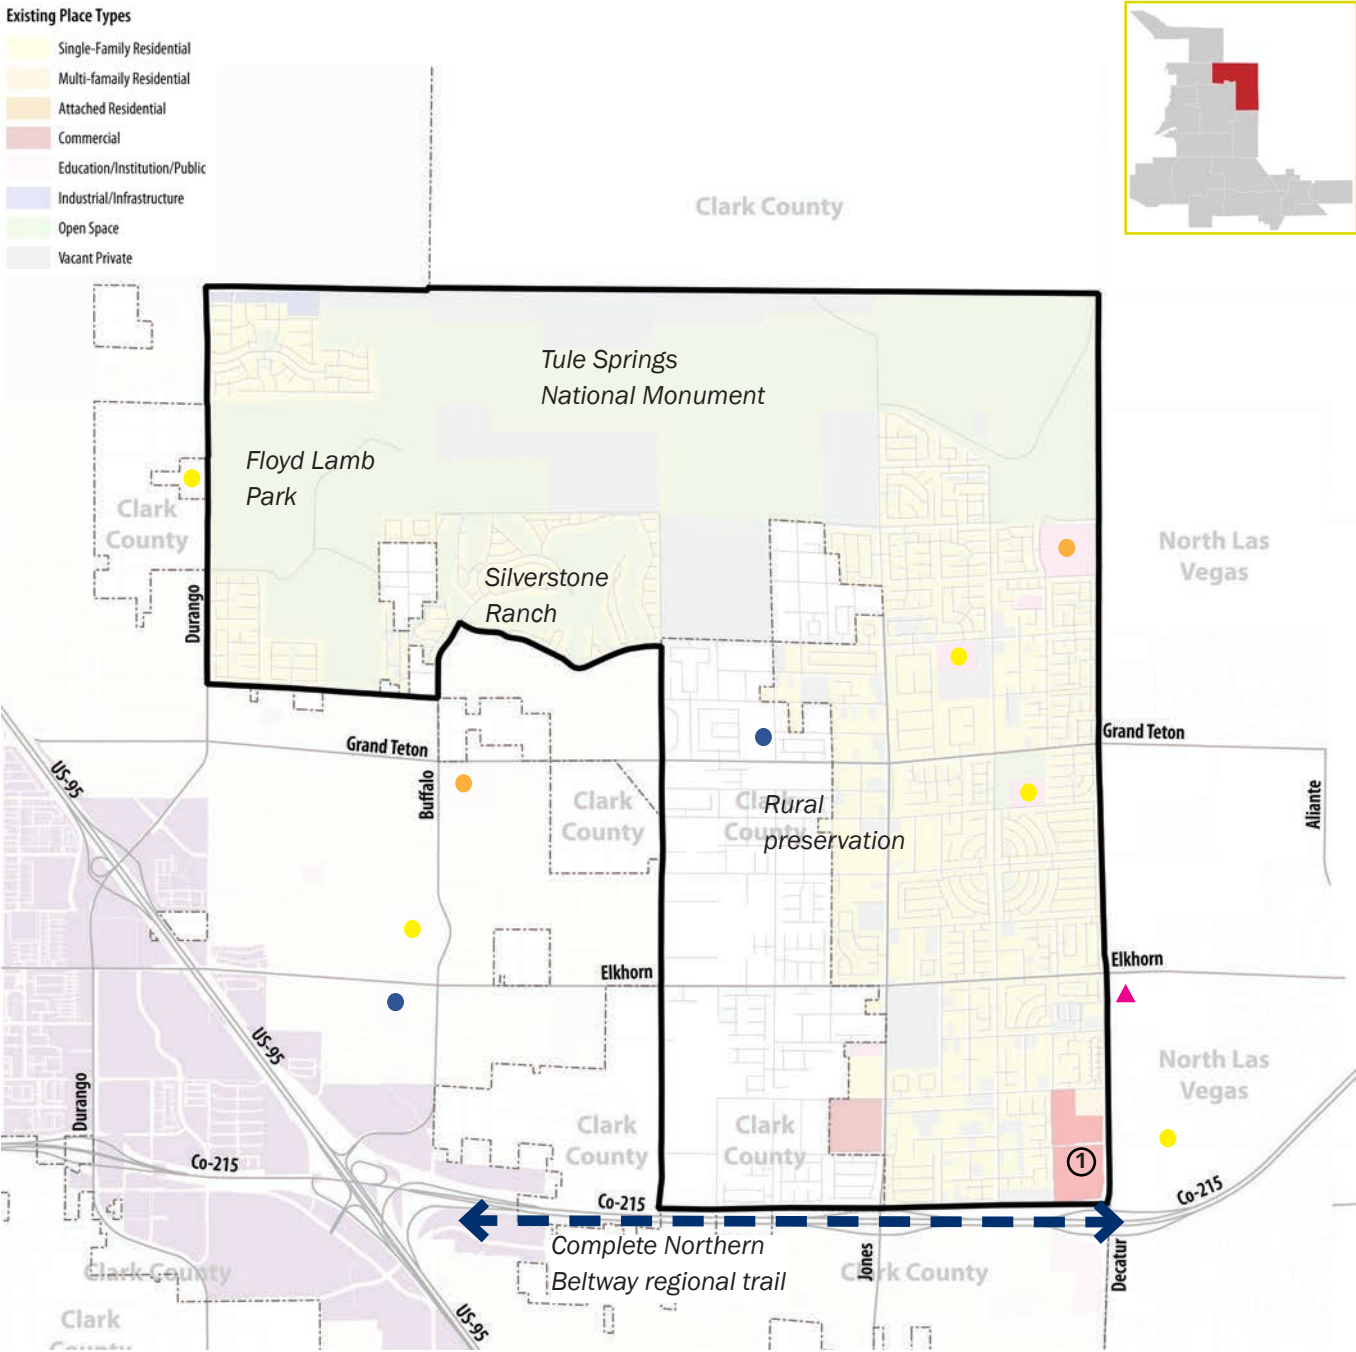 Existing Place Types
Single-Family Residential
Multi-famaily Residential
Attached Residential
Commercial
Education/Institution/Public
Industrial/Infrastructure
Open Space
Vacant Private
Clark County
Tule Springs
National Monument
Floyd Lamb
Park
Clark
County
North Las
Vegas
Silverstone
Ranch
Durango
Grand Teton
Grand Teton
US-95
Buffalo
Clark
County
Clark
County
Rural
preservation
Aliante
Elkhorn
Elkhorn
US-95
North Las
Vegas
Durango
Clark
County
Clark
County
1
Co-215
Co-215
Co-215
Complete Northern
Beltway regional trail
Jones
Decatur
Clark County
Clark County
US-95
Clark
County